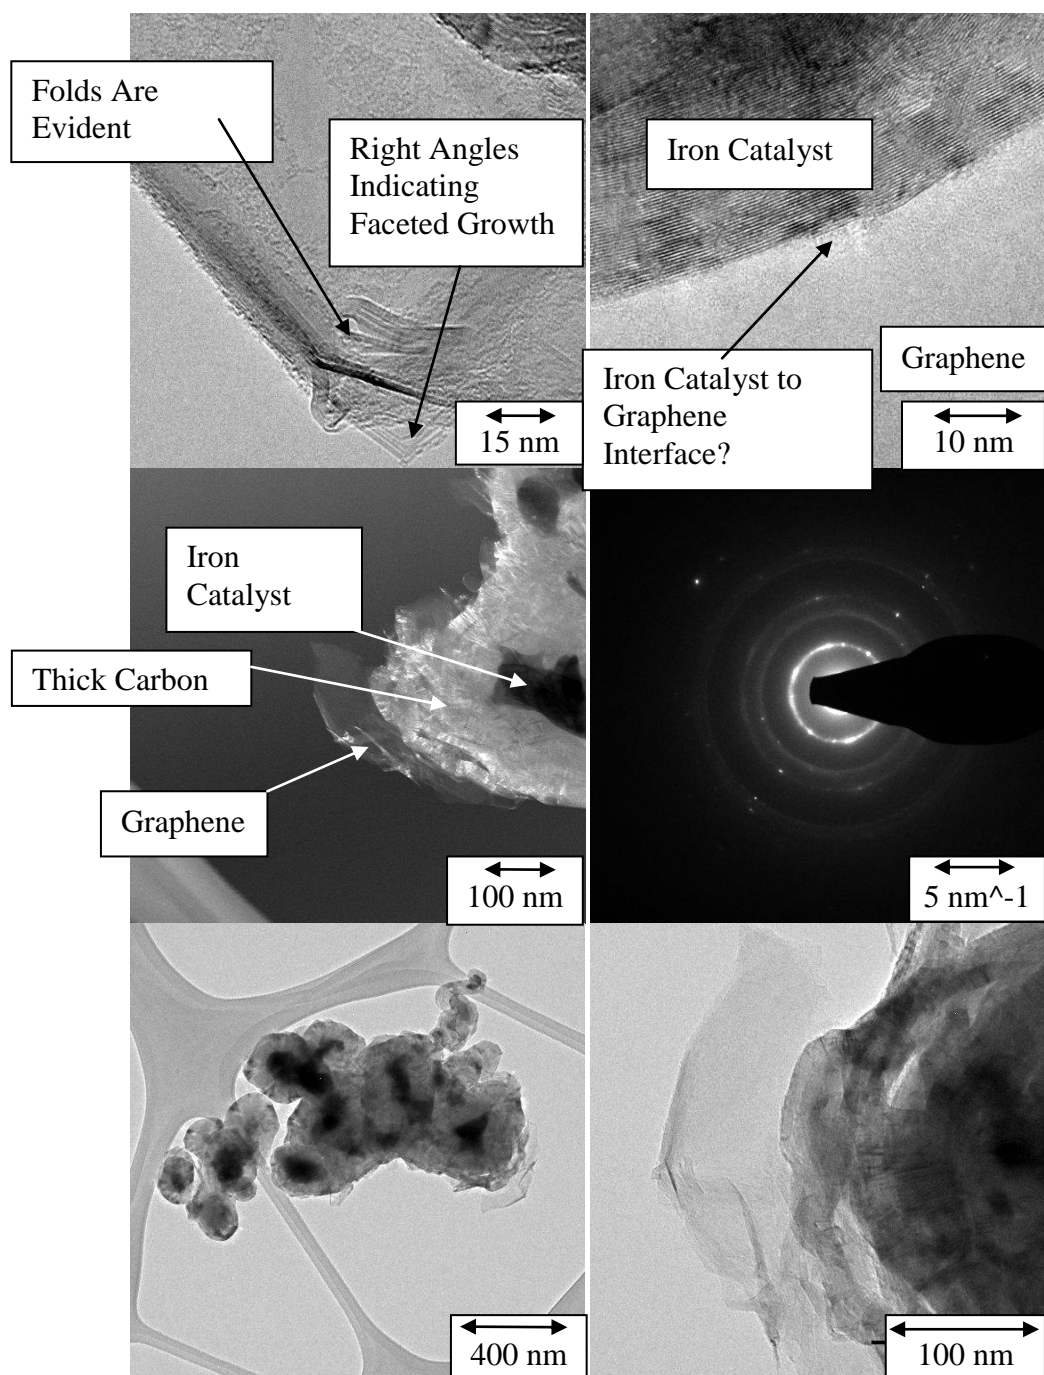 Folds Are
Evident
Right Angles
Indicating
Faceted Growth
15 nm
Iron Catalyst
Iron Catalyst to
Graphene
Interface?
Graphene
10 nm
Iron
Catalyst
Thick Carbon
Graphene
100 nm
5 nm^-1
400 nm
100 nm